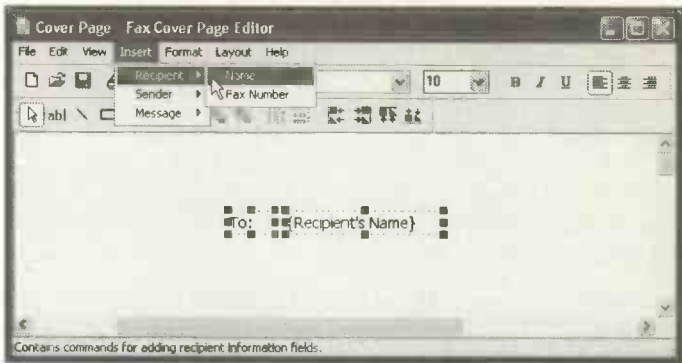 Cover Page Fax Cover Page Editor
File Edit View Insert Format Layout Help
Recipient Name
10 B I U
Sender Fax Number
abl Message
To: {Recipient's Name}
Contains commands for adding recipient information fields.